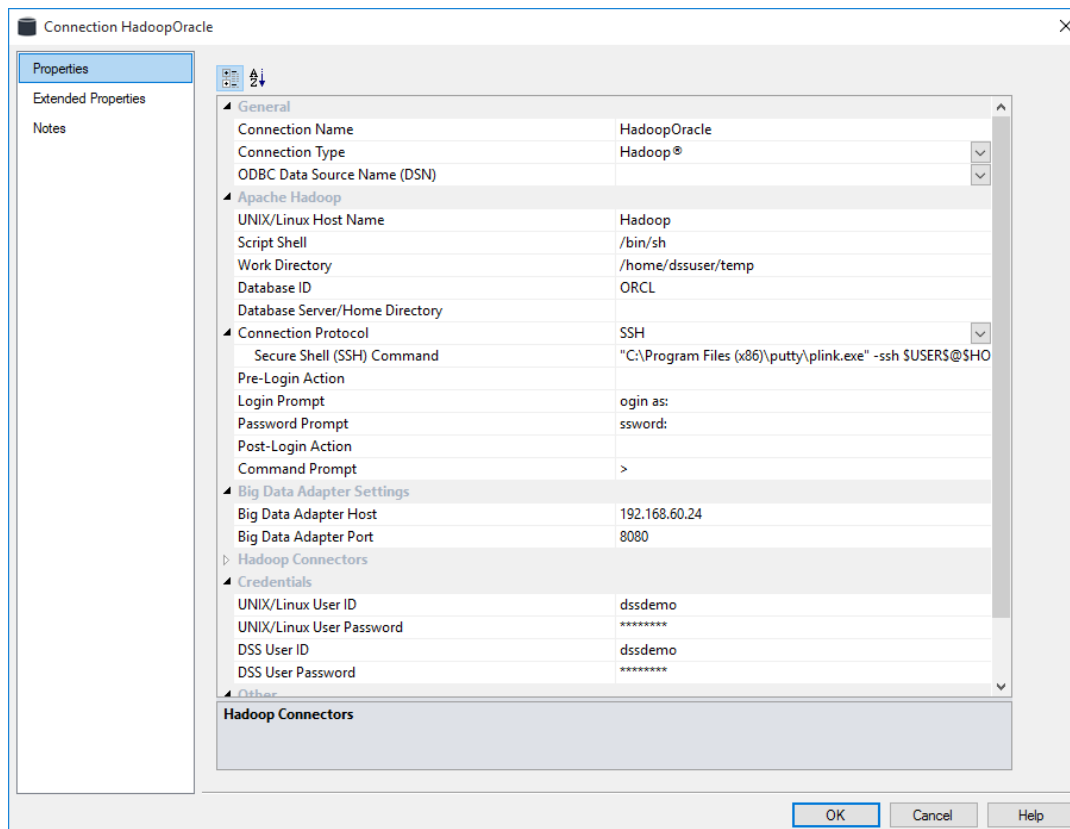 Connection HadoopOracle
Properties
Extended Properties
Notes
General
Connection Name HadoopOracle
Connection Type Hadoop®
ODBC Data Source Name (DSN)
Apache Hadoop
UNIX/Linux Host Name Hadoop
Script Shell /bin/sh
Work Directory /home/dssuser/temp
Database ID ORCL
Database Server/Home Directory
Connection Protocol SSH
Secure Shell (SSH) Command "C:\Program Files (x86)\putty\plink.exe" -ssh $USER$@$HO
Pre-Login Action
Login Prompt ogin as:
Password Prompt ssword:
Post-Login Action
Command Prompt >
Big Data Adapter Settings
Big Data Adapter Host 192.168.60.24
Big Data Adapter Port 8080
Hadoop Connectors
Credentials
UNIX/Linux User ID dssdemo
UNIX/Linux User Password ********
DSS User ID dssdemo
DSS User Password ********
Other
Hadoop Connectors
OK Cancel Help